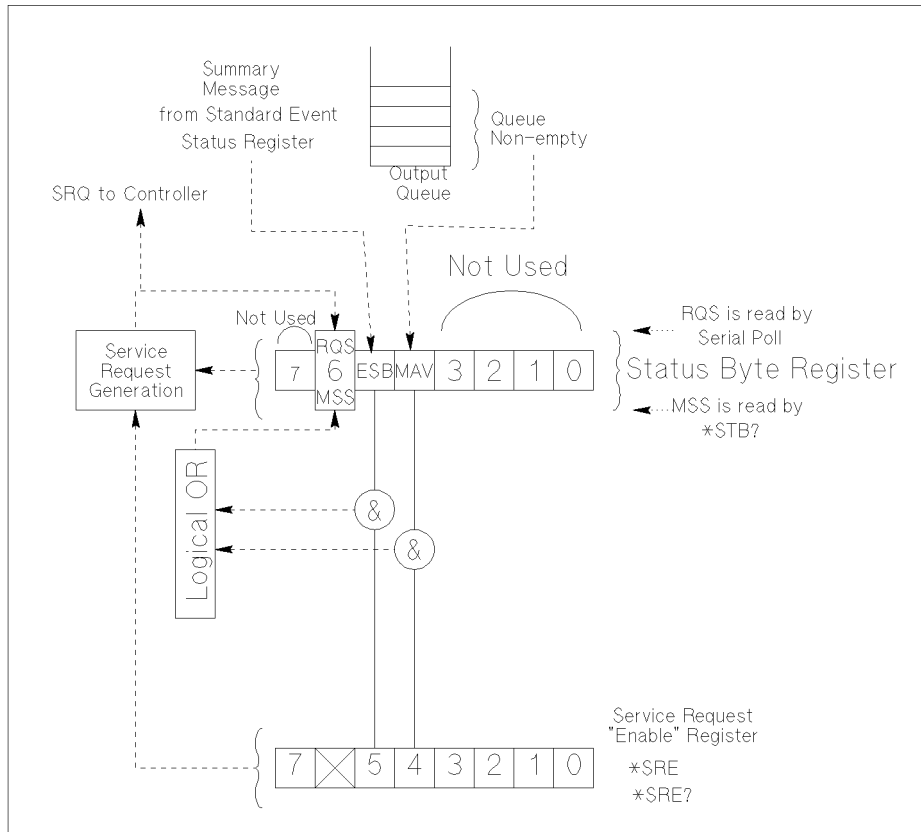 Summary
Message
from Standard Event
Status Register
Queue
Non-empty
Output
Queue
SRQ to Controller
Not Used
Not Used
RQS is read by
Serial Poll
Service
Request
Generation
7 RQS 6 MSS ESB MAV 3 2 1 0
Status Byte Register
MSS is read by
*STB?
Logical OR
&
&
Service Request
"Enable" Register
7 5 4 3 2 1 0
*SRE
*SRE?